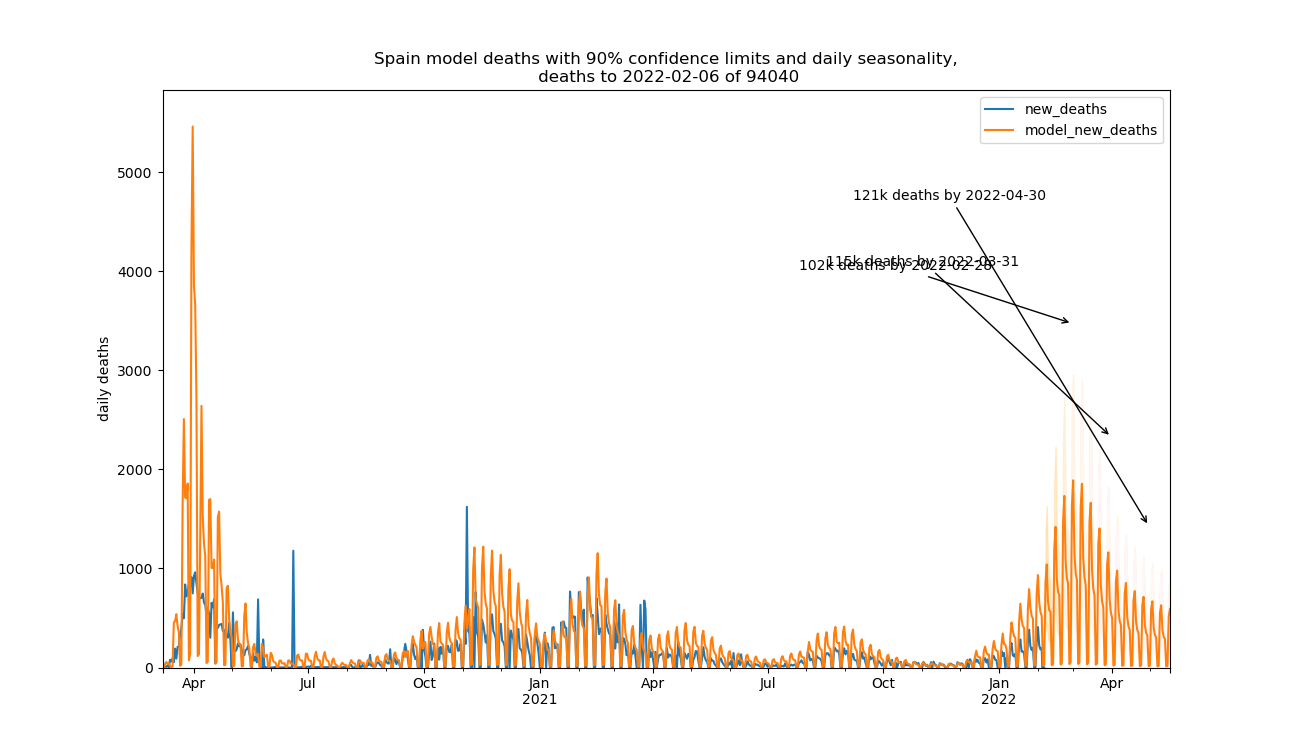 Spain model deaths with 90% confidence limits and daily seasonality,
deaths to 2022-02-06 of 94040
new_deaths
model_new_deaths
121k deaths by 2022-04-30
115k deaths by 2022-03-31
102k deaths by 2022-02-28
daily deaths
5000
4000
3000
2000
1000
0
Apr Jul Oct Jan Apr Jul Oct Jan Apr
2021 2022